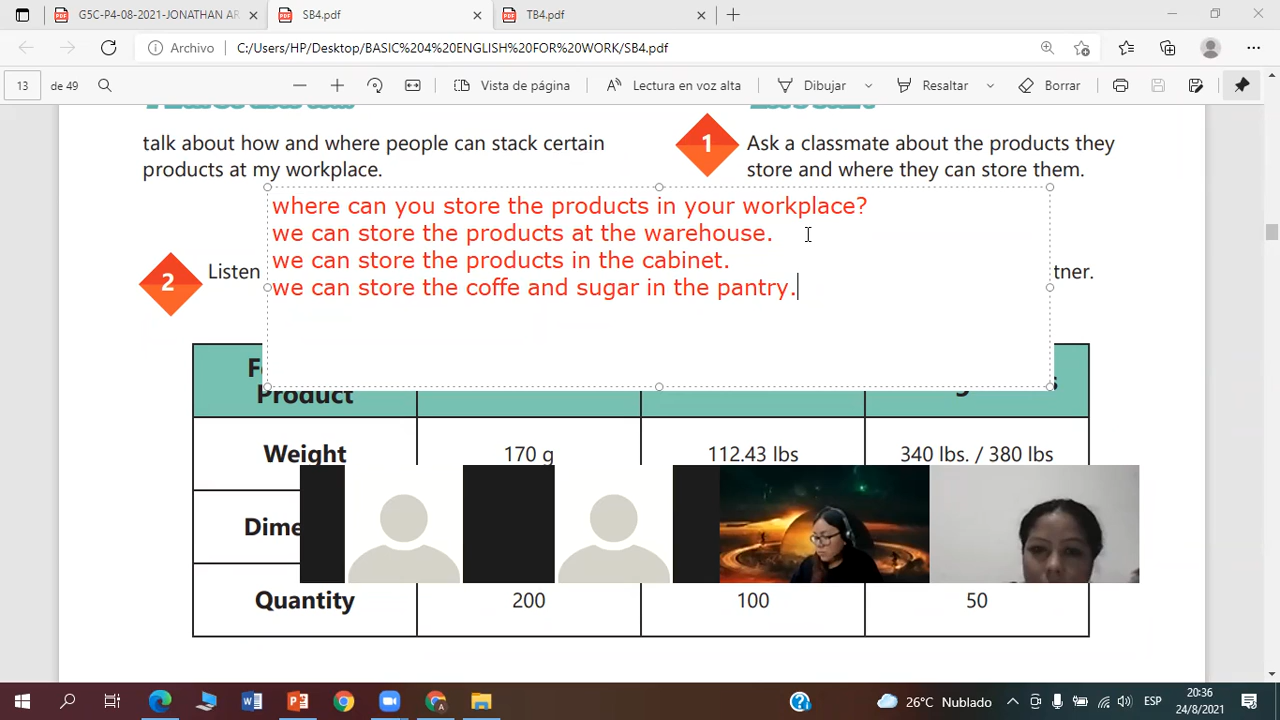 G5C-P4-08-2021-JONATHAN AR
SB4.pdf
TB4.pdf
Archivo
C:/Users/HP/Desktop/BASIC%204%20ENGLISH%20FOR%20WORK/SB4.pdf
13
de 49
Vista de página
Lectura en voz alta
Dibujar
Resaltar
Borrar
talk about how and where people can stack certain
products at my workplace.
1
Ask a classmate about the products they
store and where they can store them.
where can you store the products in your workplace?
we can store the products at the warehouse.
we can store the products in the cabinet.
we can store the coffe and sugar in the pantry.
2
Listen
tner.
Product
Weight
170 g
112.43 lbs
340 lbs. / 380 lbs
Dime
Quantity
200
100
50
26°C Nublado
ESP
20:36
24/8/2021